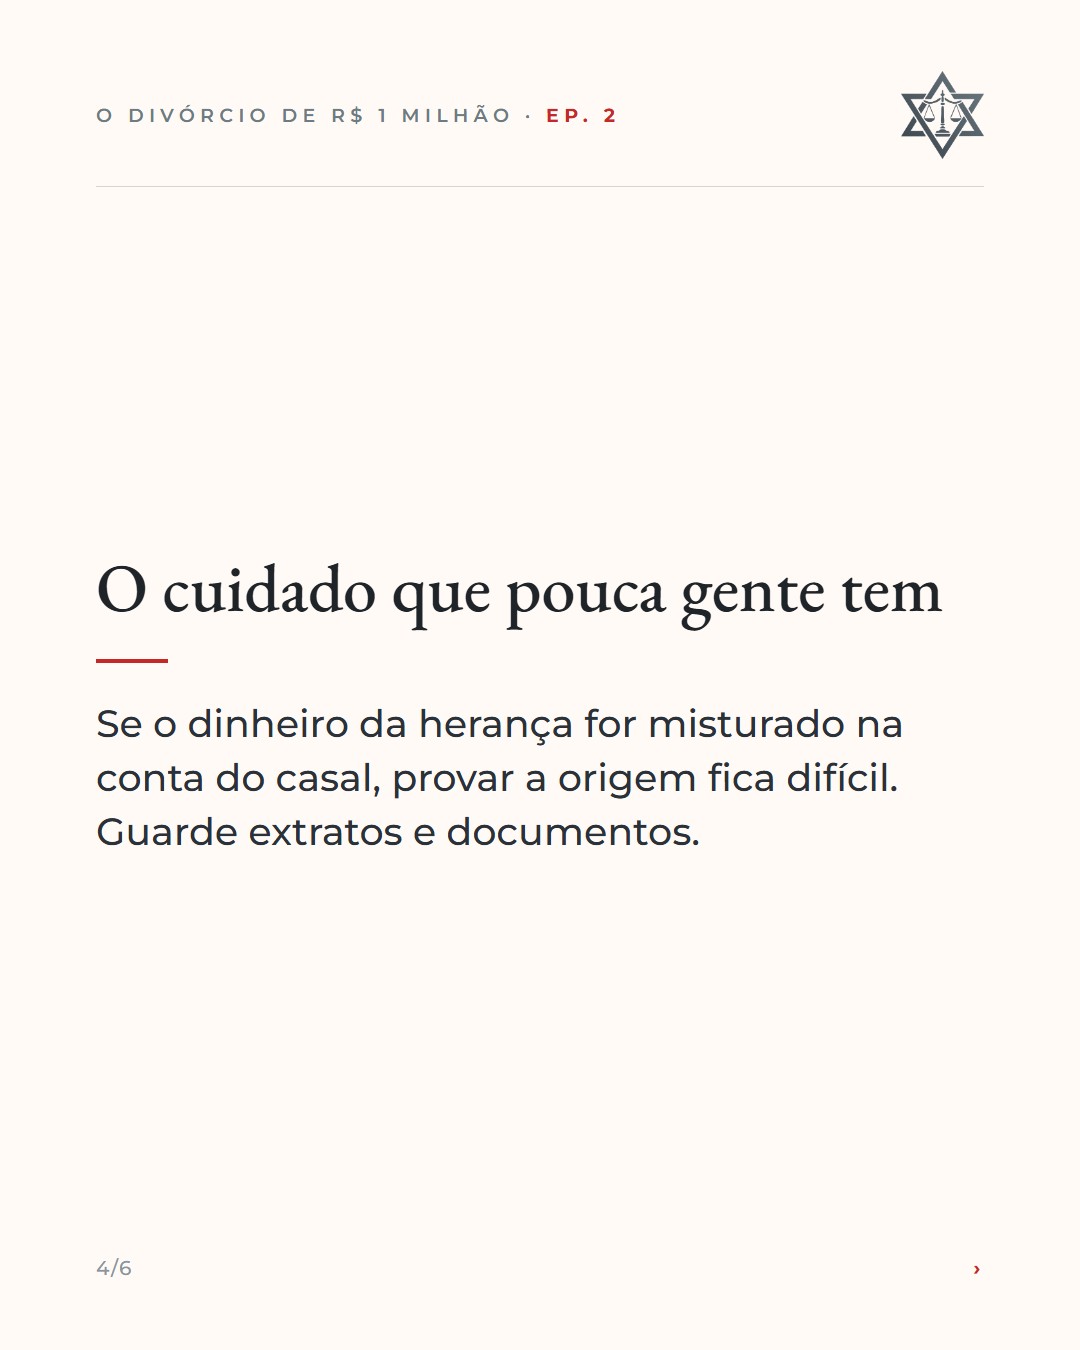 O DIVÓRCIO DE R$ 1 MILHÃO · EP. 2
O cuidado que pouca gente tem
Se o dinheiro da herança for misturado na
conta do casal, provar a origem fica difícil.
Guarde extratos e documentos.
4/6
›